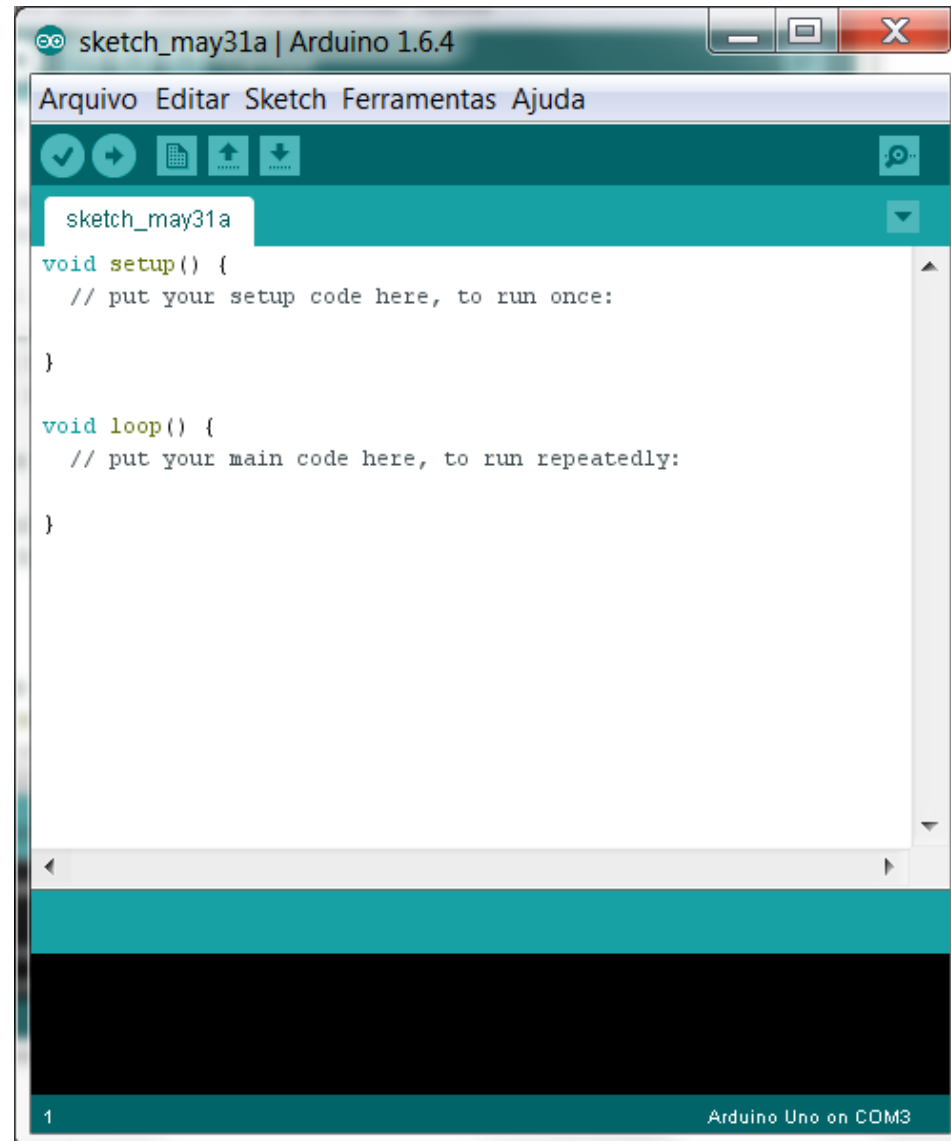 sketch_may31a | Arduino 1.6.4
Arquivo Editar Sketch Ferramentas Ajuda
sketch_may31a
void setup() {
  // put your setup code here, to run once:
}
void loop() {
  // put your main code here, to run repeatedly:
}
1 Arduino Uno on COM3